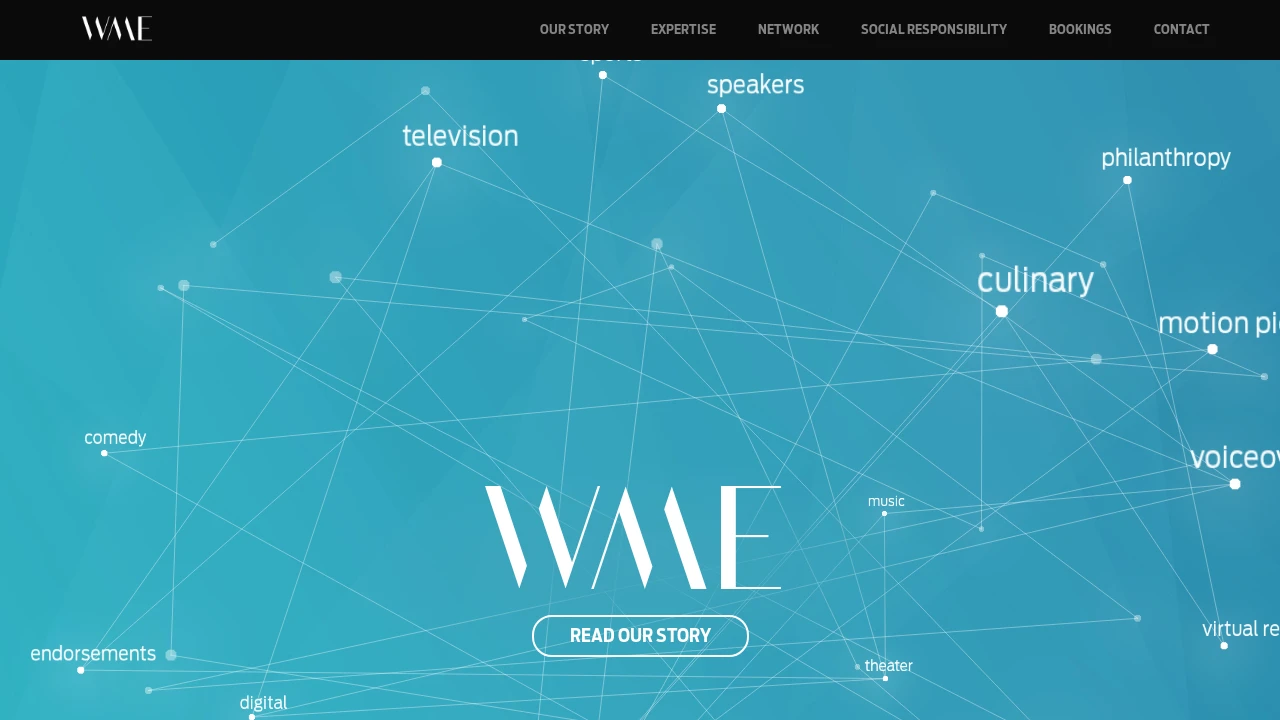 WME
OUR STORY
EXPERTISE
NETWORK
SOCIAL RESPONSIBILITY
BOOKINGS
CONTACT
speakers
television
philanthropy
culinary
motion pi
comedy
voiceov
music
WME
READ OUR STORY
virtual re
endorsements
theater
digital